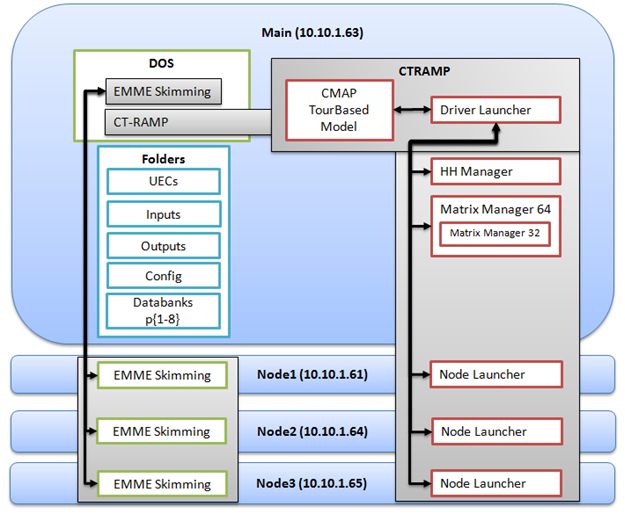 Main (10.10.1.63)
DOS
EMME Skimming
CT-RAMP
CTRAMP
CMAP
TourBased
Model
Driver Launcher
Folders
UECs
Inputs
Outputs
Config
Databanks
p{1-8}
HH Manager
Matrix Manager 64
Matrix Manager 32
EMME Skimming
Node1 (10.10.1.61)
Node Launcher
EMME Skimming
Node2 (10.10.1.64)
Node Launcher
EMME Skimming
Node3 (10.10.1.65)
Node Launcher